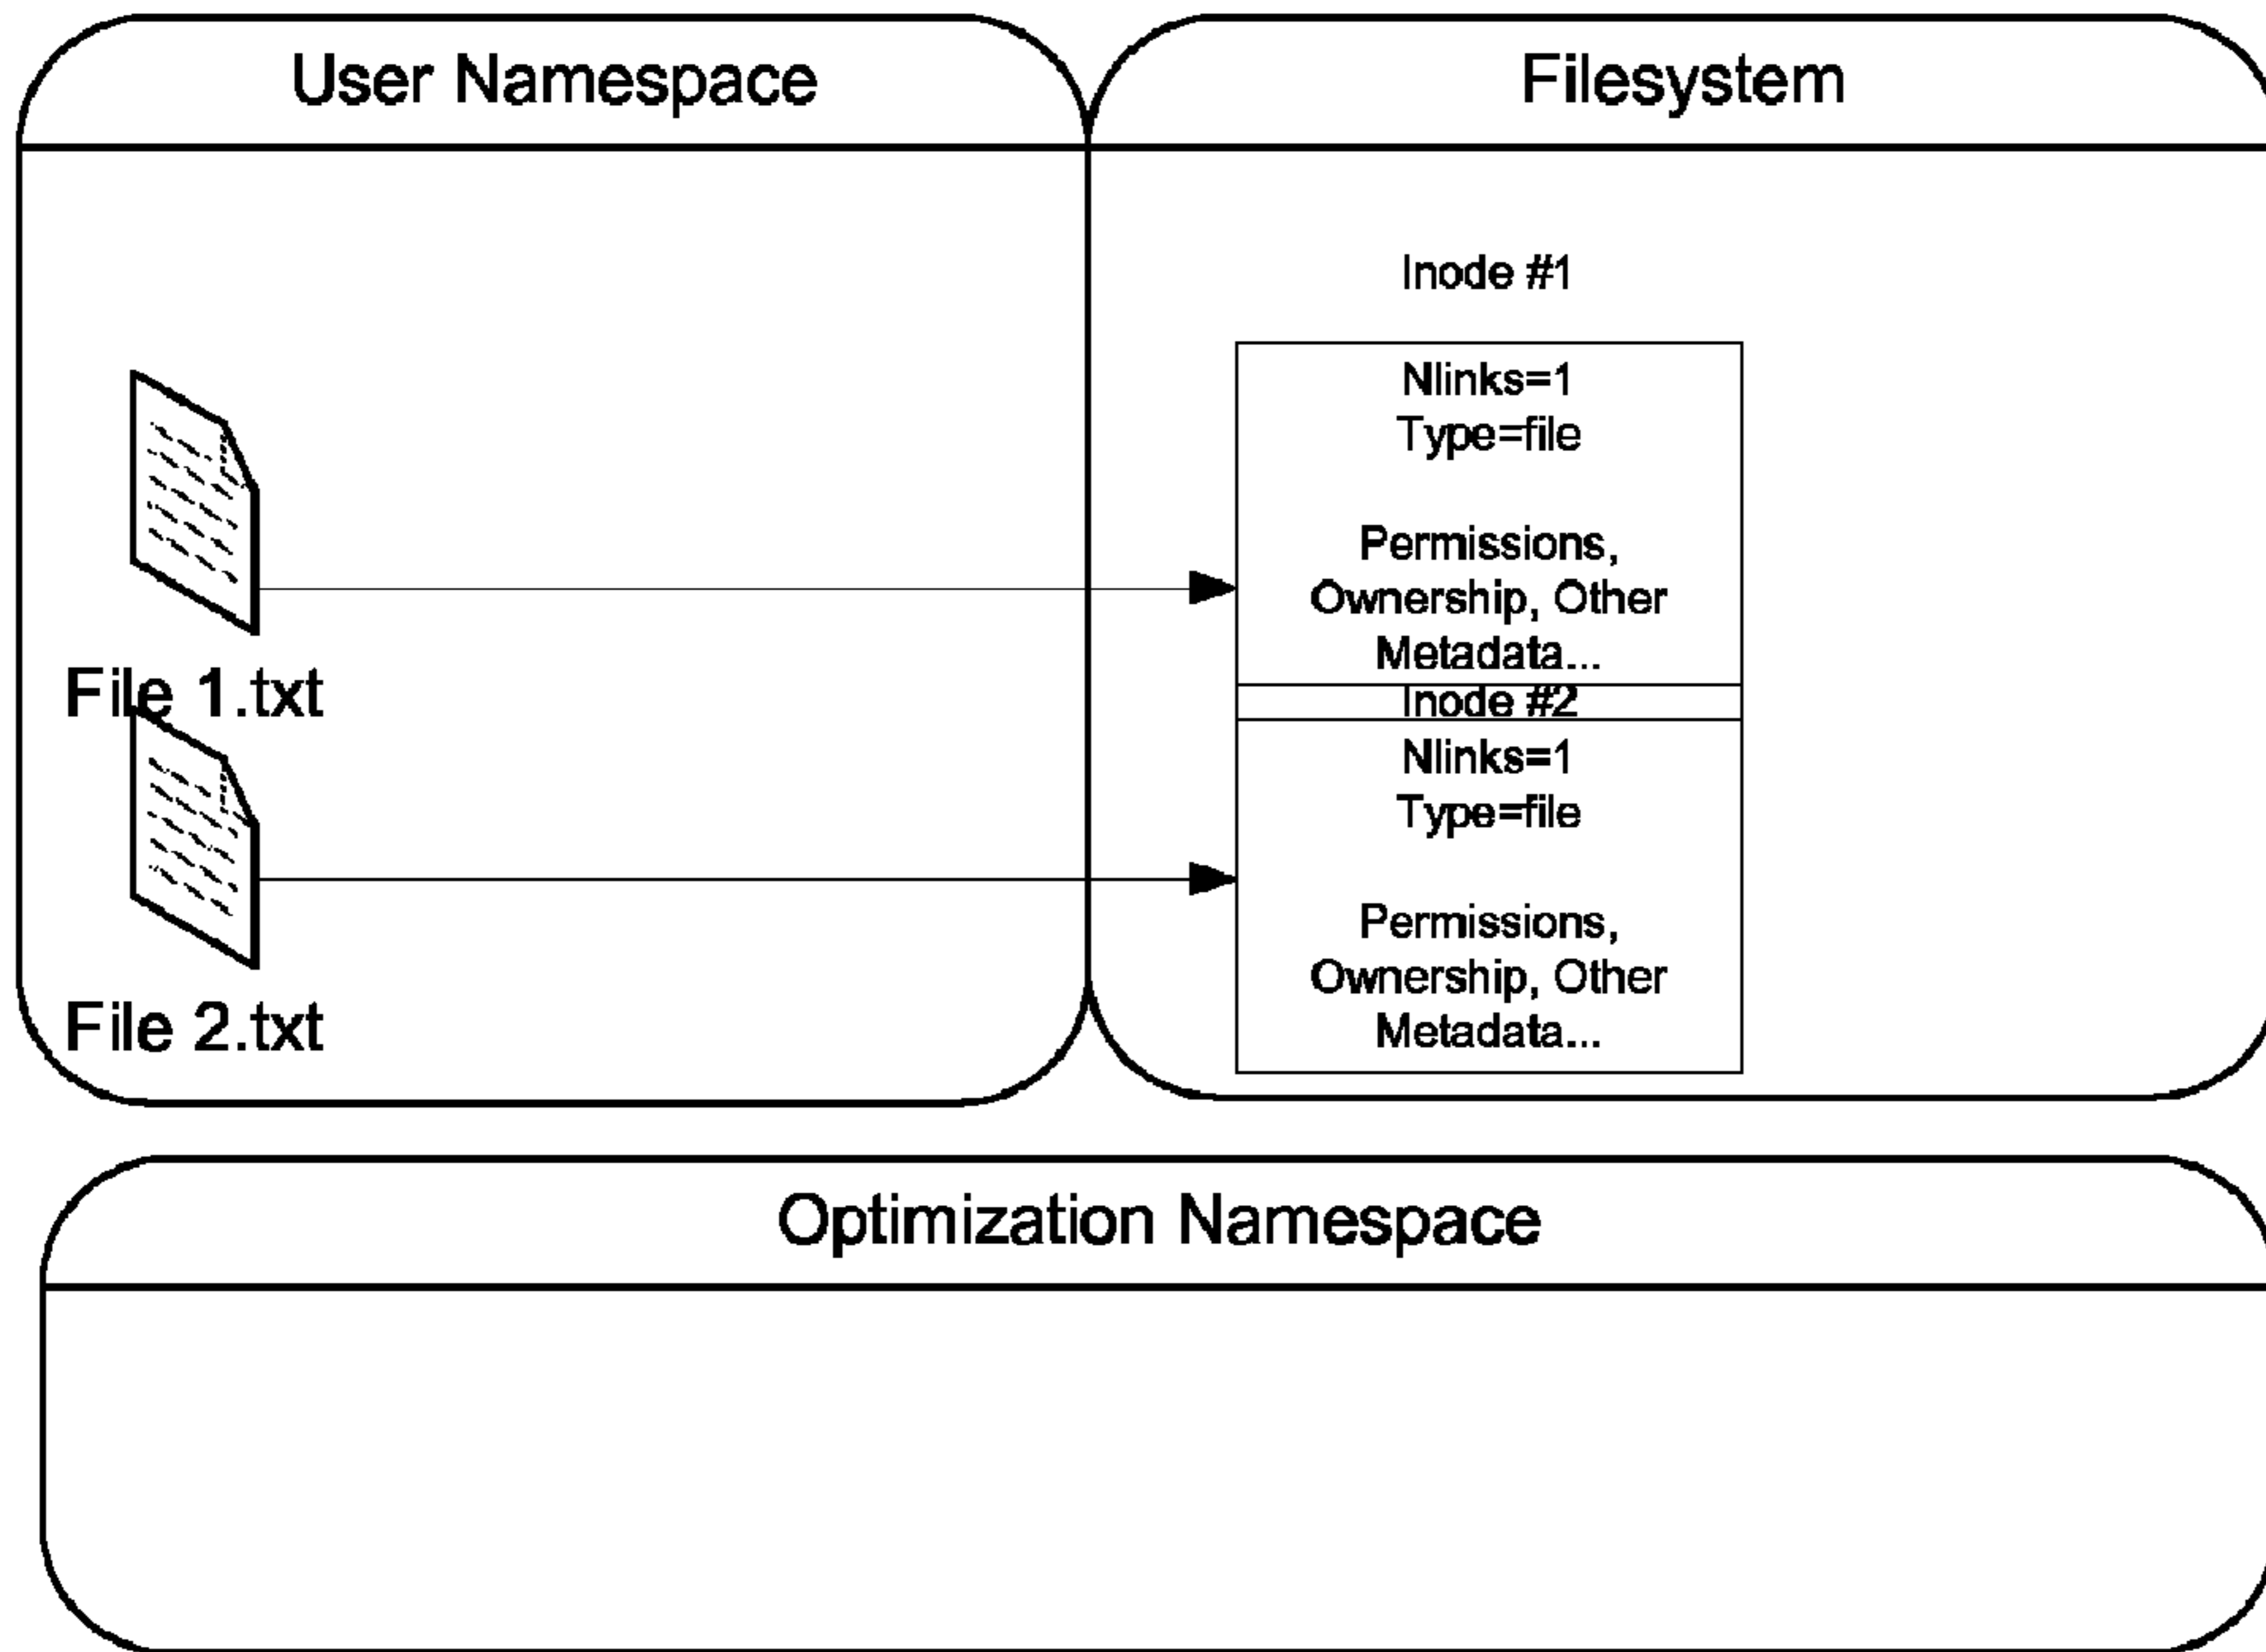 User Namespace
Filesystem
Inode #1
Nlinks=1
Type=file
Permissions,
Ownership, Other
Metadata...
File 1.txt
Inode #2
Nlinks=1
Type=file
Permissions,
Ownership, Other
Metadata...
File 2.txt
Optimization Namespace